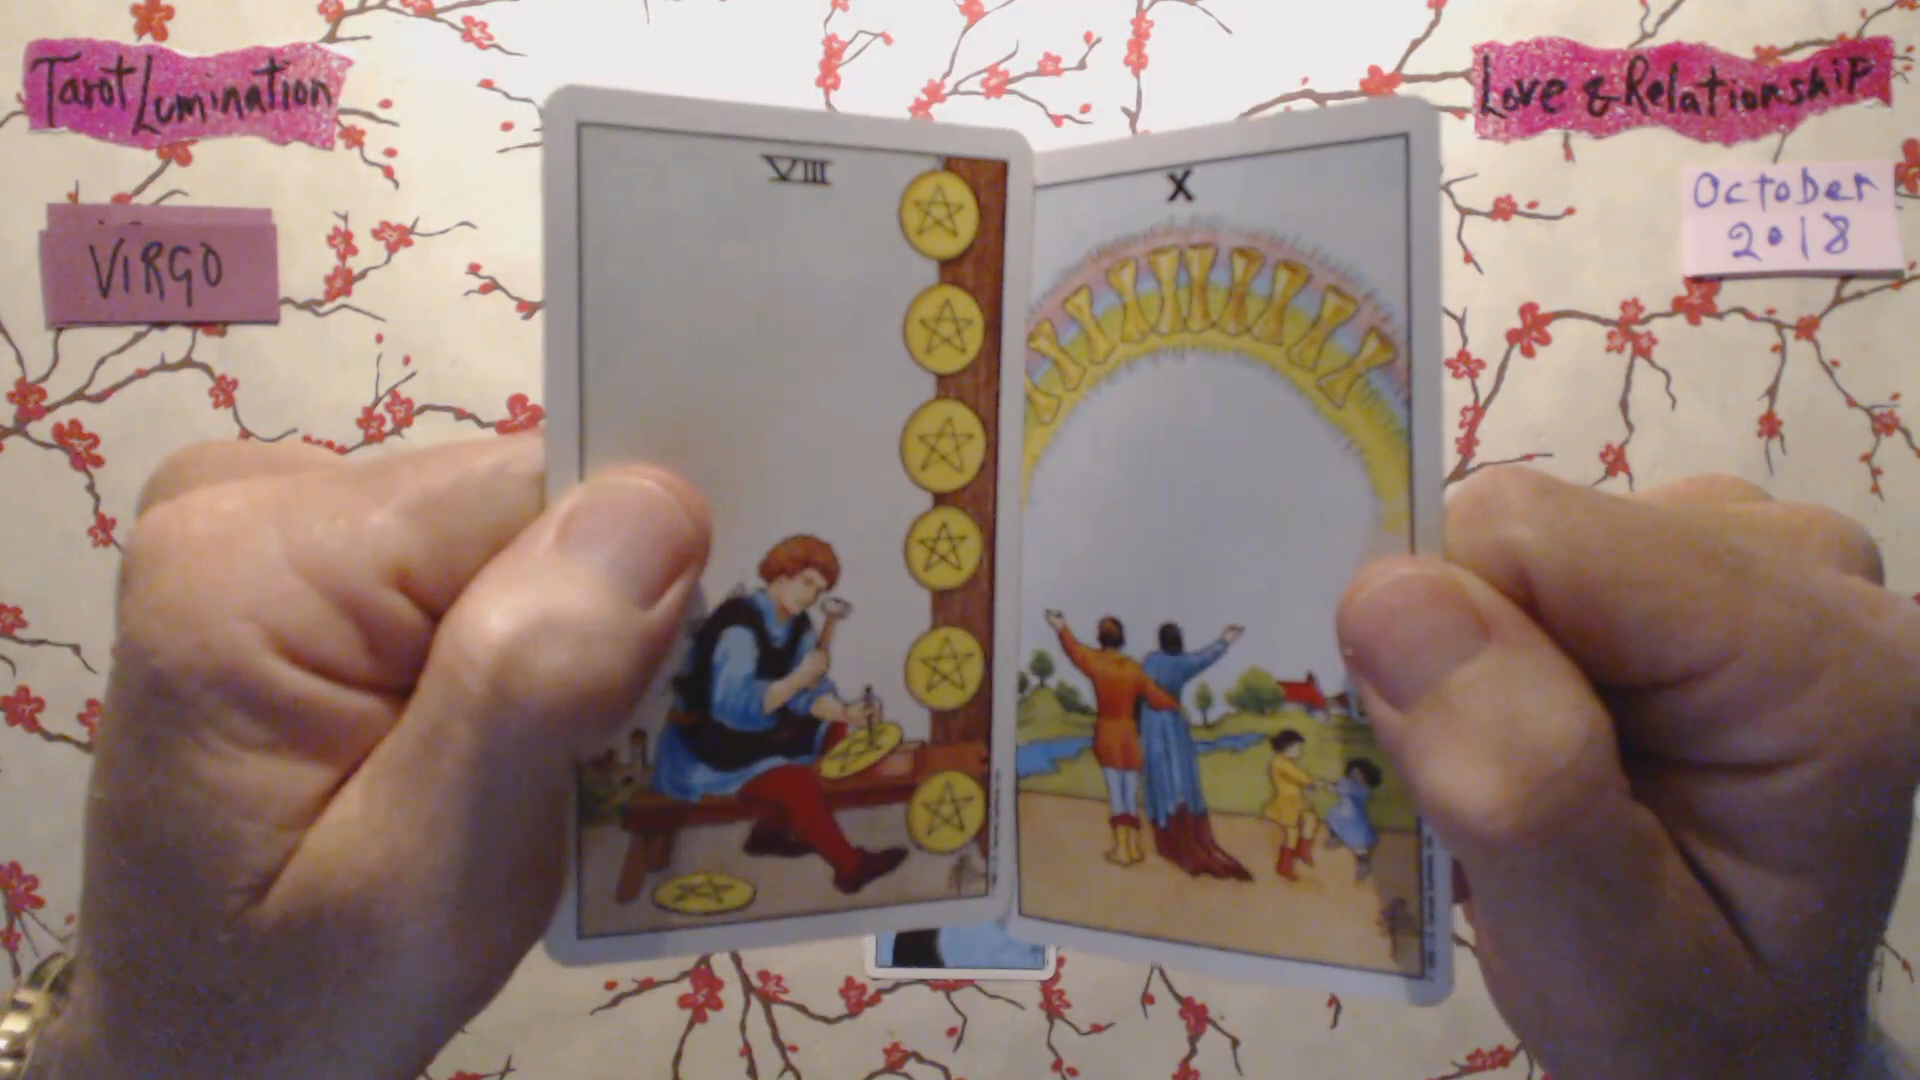 Tarot Lumination
Love & Relationship
VIRGO
October
2018
VIII
X